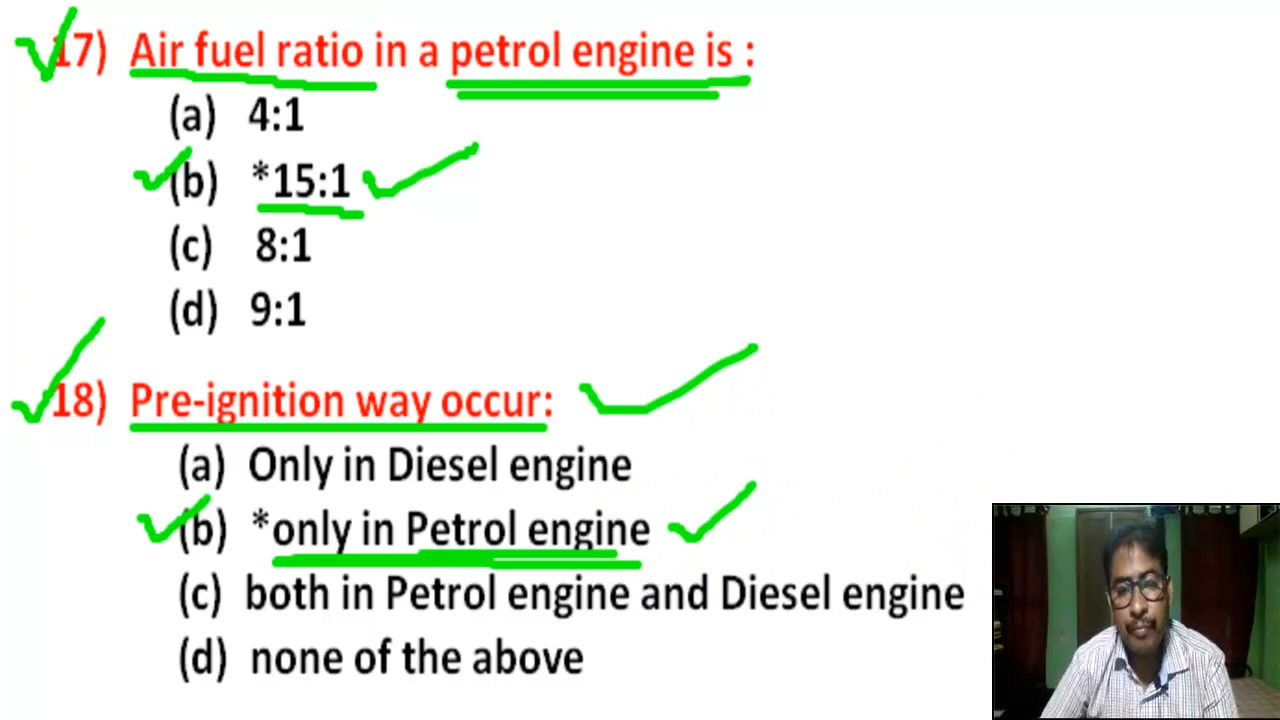 17) Air fuel ratio in a petrol engine is :
(a) 4:1
(b) *15:1
(c) 8:1
(d) 9:1
18) Pre-ignition way occur:
(a) Only in Diesel engine
(b) *only in Petrol engine
(c) both in Petrol engine and Diesel engine
(d) none of the above